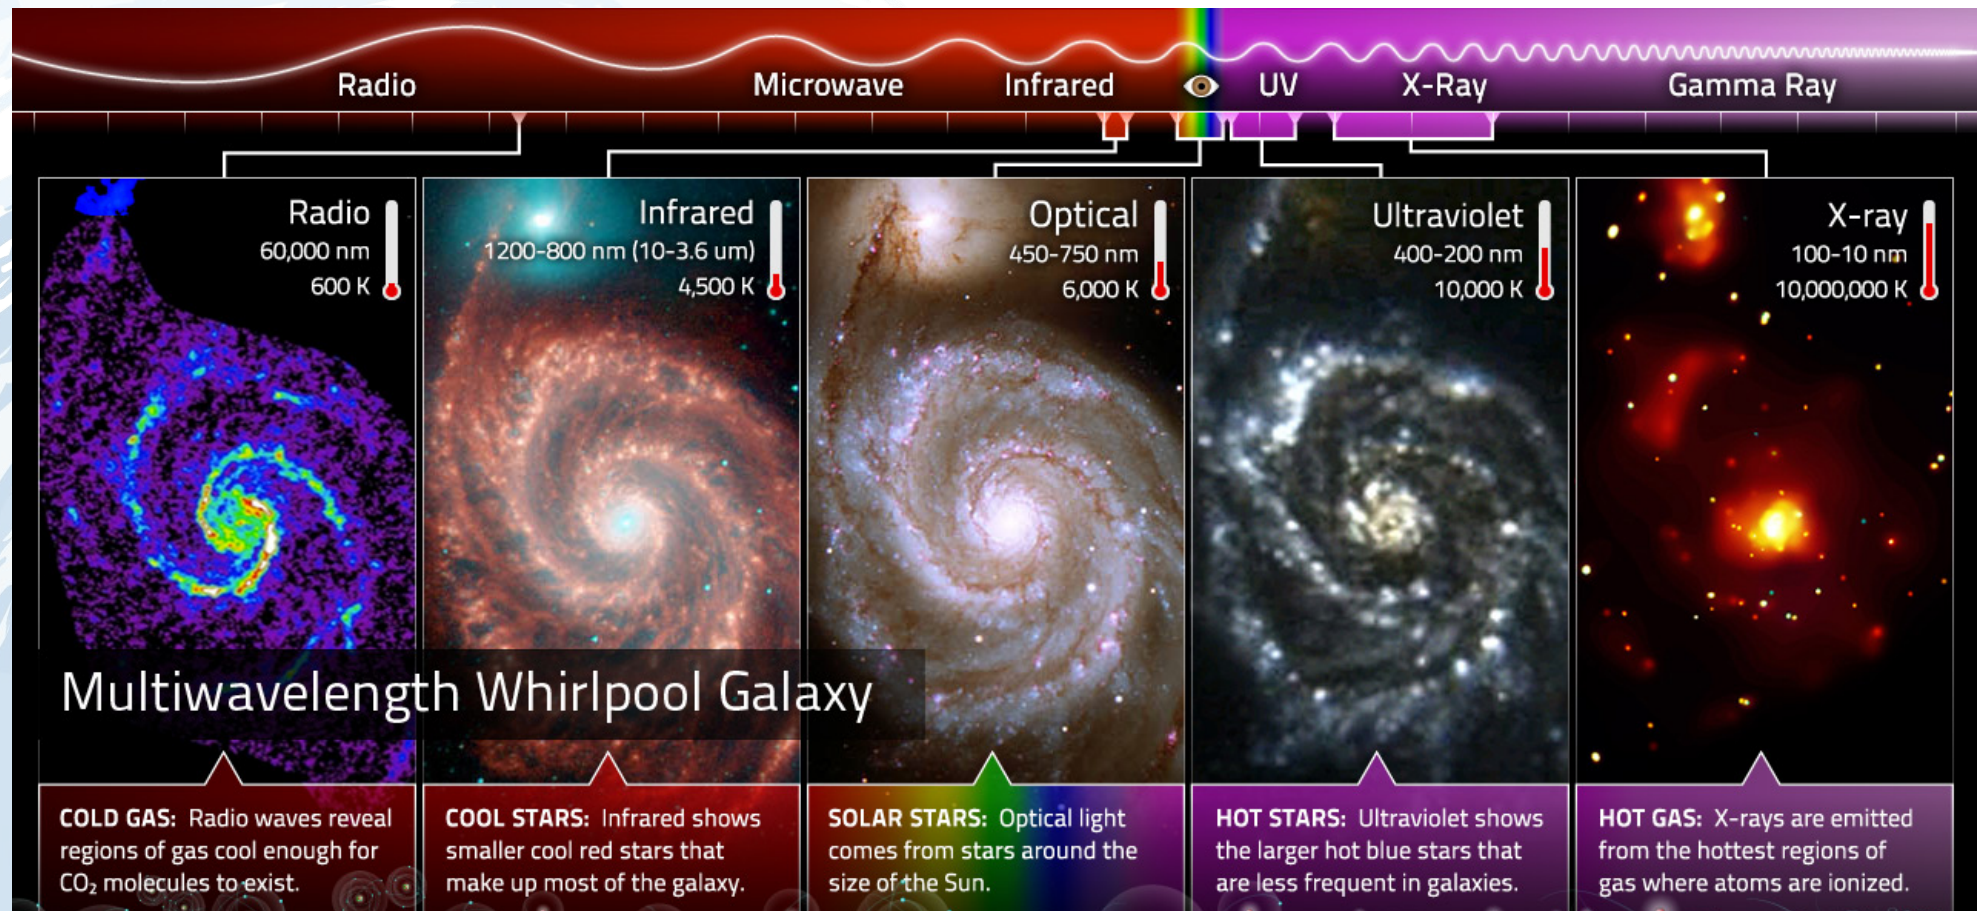 Radio
Microwave
Infrared
UV
X-Ray
Gamma Ray
Radio
60,000 nm
600 K
Infrared
1200-800 nm (10-3.6 um)
4,500 K
Optical
450-750 nm
6,000 K
Ultraviolet
400-200 nm
10,000 K
X-ray
100-10 nm
10,000,000 K
Multiwavelength Whirlpool Galaxy
COLD GAS: Radio waves reveal
regions of gas cool enough for
CO₂ molecules to exist.
COOL STARS: Infrared shows
smaller cool red stars that
make up most of the galaxy.
SOLAR STARS: Optical light
comes from stars around the
size of the Sun.
HOT STARS: Ultraviolet shows
the larger hot blue stars that
are less frequent in galaxies.
HOT GAS: X-rays are emitted
from the hottest regions of
gas where atoms are ionized.